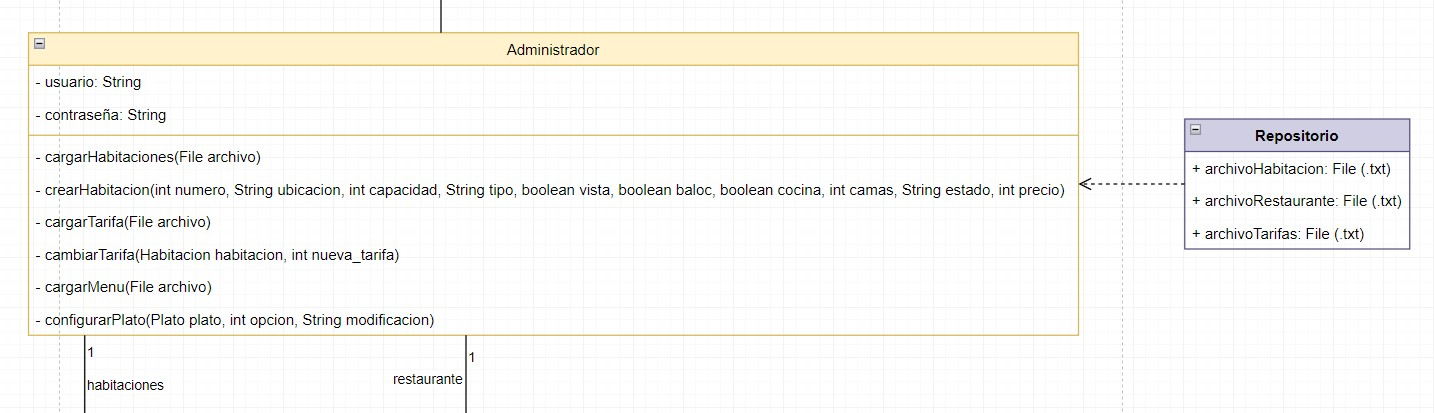 Administrador
- usuario: String
- contraseña: String
- cargarHabitaciones(File archivo)
- crearHabitacion(int numero, String ubicacion, int capacidad, String tipo, boolean vista, boolean baloc, boolean cocina, int camas, String estado, int precio)
- cargarTarifa(File archivo)
- cambiarTarifa(Habitacion habitacion, int nueva_tarifa)
- cargarMenu(File archivo)
- configurarPlato(Plato plato, int opcion, String modificacion)
Repositorio
+ archivoHabitacion: File (.txt)
+ archivoRestaurante: File (.txt)
+ archivoTarifas: File (.txt)
1
habitaciones
1
restaurante